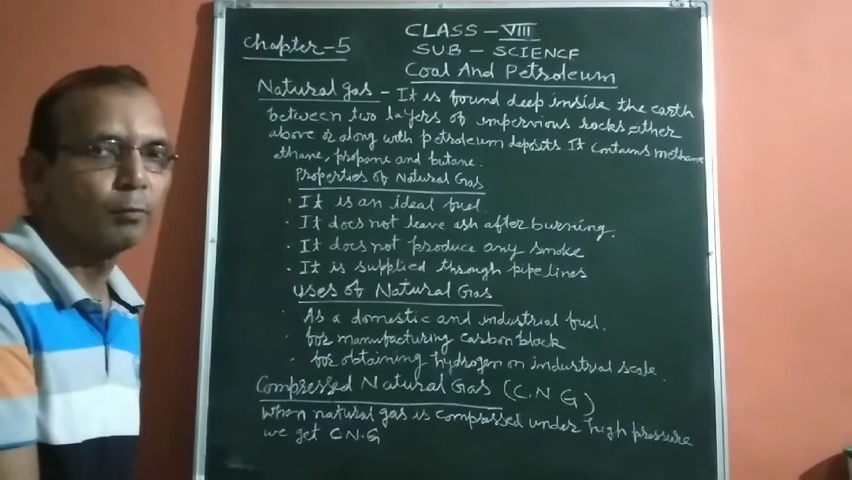 CLASS - VIII
Chapter-5
SUB - SCIENCE
Coal And Petroleum
Natural gas - It is found deep inside the earth
between two layers of impervious rocks either
above or along with petroleum deposits It contains methane
ethane, propane and butane.
Properties of Natural Gas
· It is an ideal fuel.
· It does not leave ash after burning.
· It does not produce any smoke
· It is supplied through pipe lines
Uses of Natural Gas
· As a domestic and industrial fuel.
· for manufacturing carbon block
· for obtaining hydrogen on industrial scale.
Compressed Natural Gas (C.N G)
When natural gas is compressed under high pressure
we get C N.G